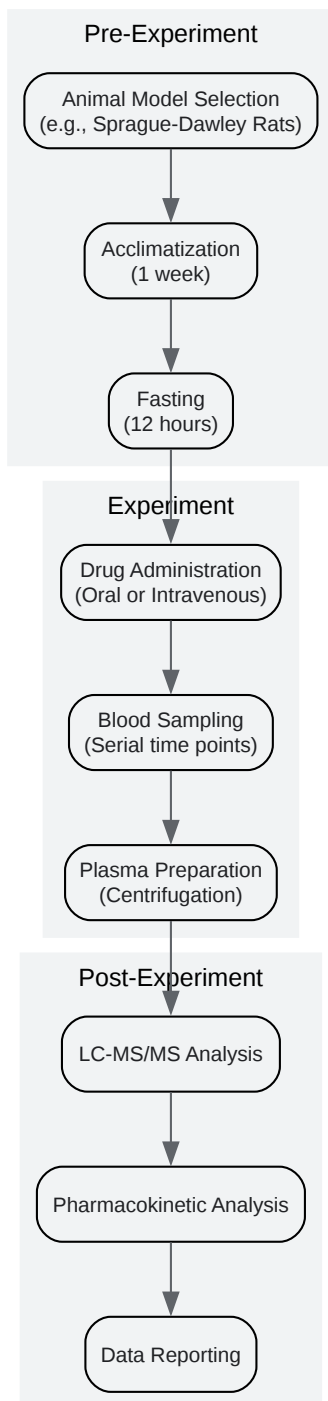 Pre-Experiment
Animal Model Selection
(e.g., Sprague-Dawley Rats)
Acclimatization
(1 week)
Fasting
(12 hours)
Experiment
Drug Administration
(Oral or Intravenous)
Blood Sampling
(Serial time points)
Plasma Preparation
(Centrifugation)
Post-Experiment
LC-MS/MS Analysis
Pharmacokinetic Analysis
Data Reporting